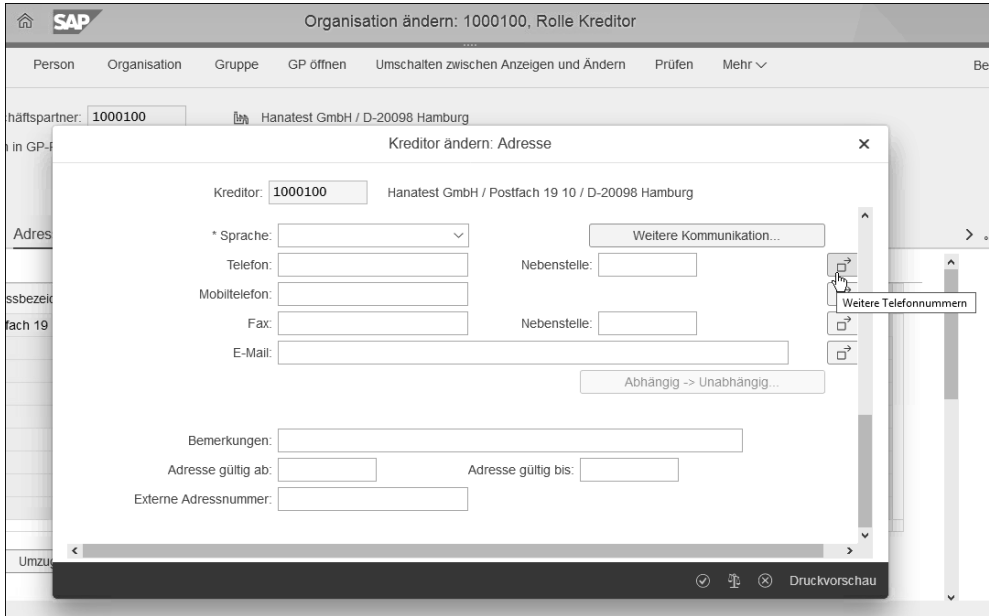 SAP
Organisation ändern: 1000100, Rolle Kreditor
Person Organisation Gruppe GP öffnen Umschalten zwischen Anzeigen und Ändern Prüfen Mehr Be
häftspartner: 1000100 Hanatest GmbH / D-20098 Hamburg
n in GP-R
Kreditor ändern: Adresse
Kreditor: 1000100 Hanatest GmbH / Postfach 19 10 / D-20098 Hamburg
Adres
* Sprache: Weitere Kommunikation...
Telefon: Nebenstelle:
Mobiltelefon:
Weitere Telefonnummern
ssbezeic
Fax: Nebenstelle:
fach 19
E-Mail:
Abhängig -> Unabhängig...
Bemerkungen:
Adresse gültig ab: Adresse gültig bis:
Externe Adressnummer:
Umzug
Druckvorschau